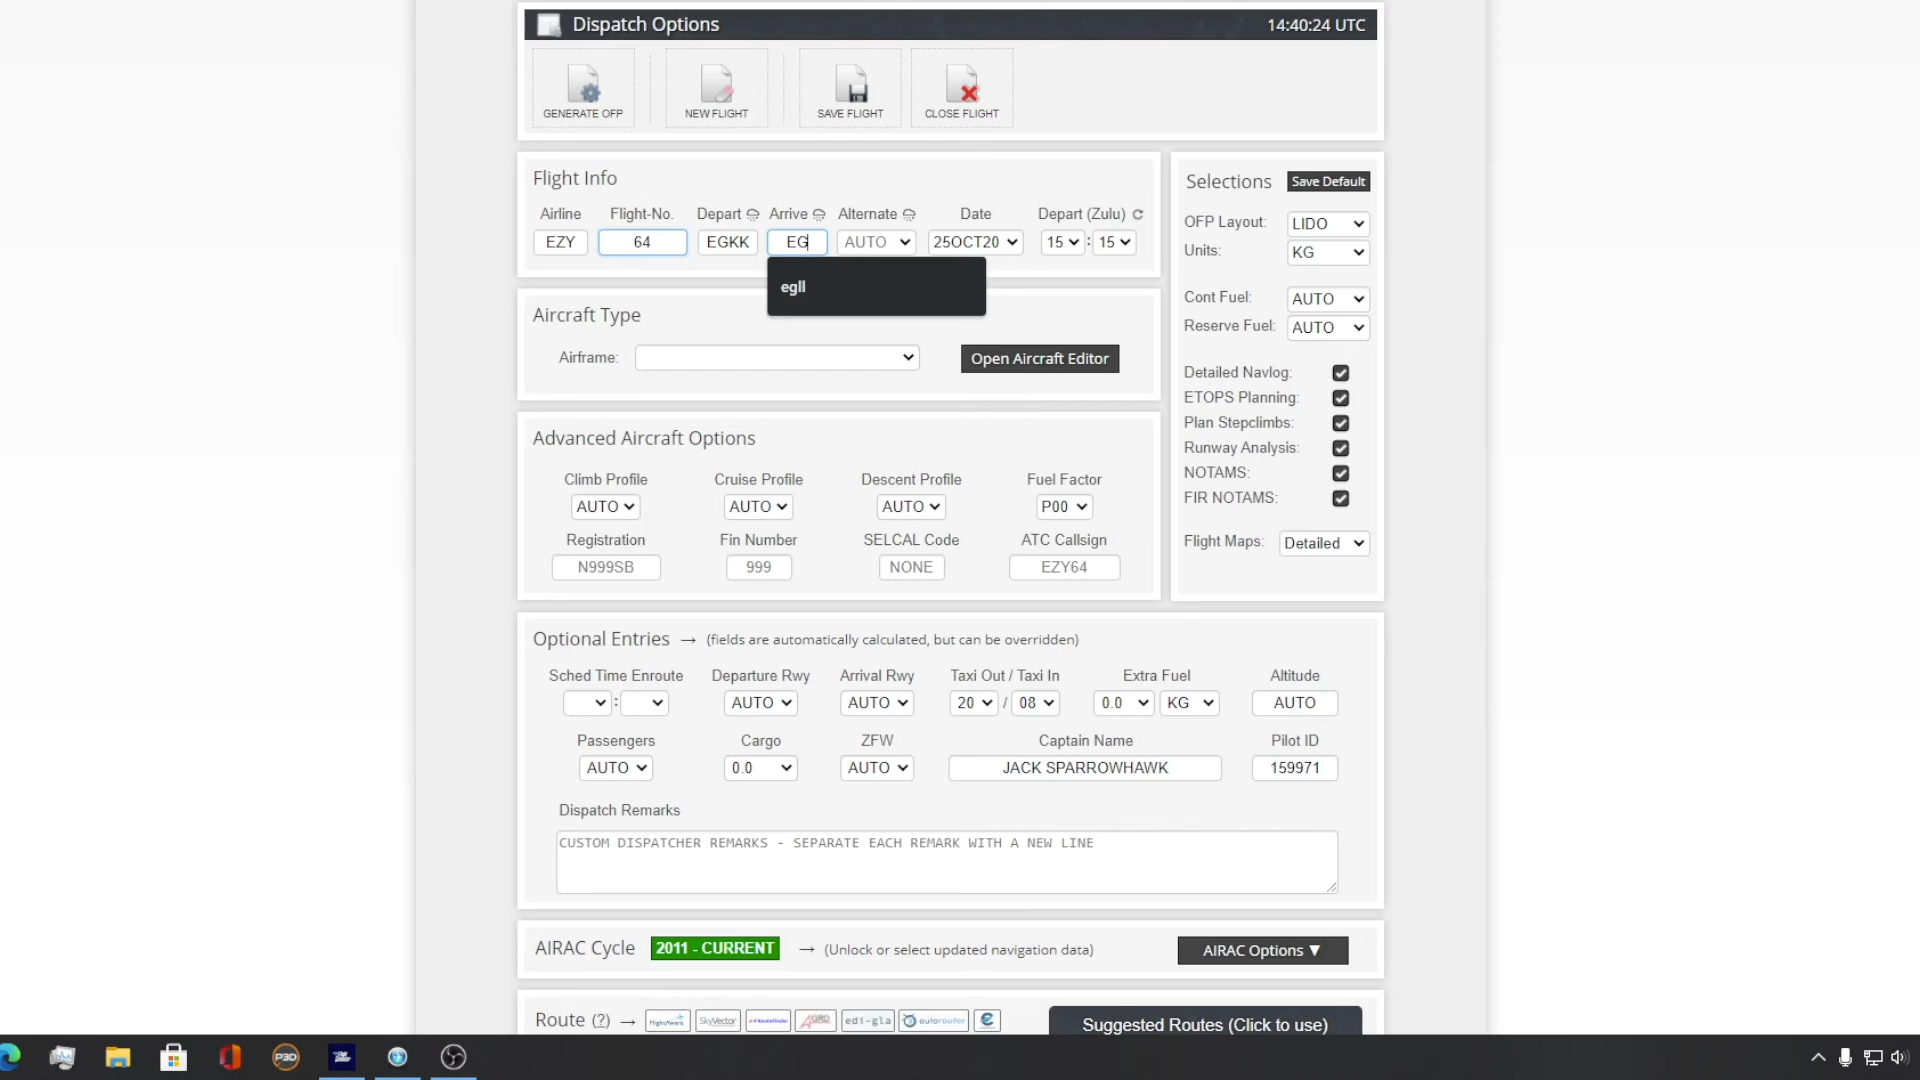 Dispatch Options 14:40:24 UTC
GENERATE OFP NEW FLIGHT SAVE FLIGHT CLOSE FLIGHT
Flight Info
Airline Flight-No. Depart Arrive Alternate Date Depart (Zulu)
EZY 64 EGKK EG AUTO 25OCT20 15 : 15
egll
Aircraft Type
Airframe: Open Aircraft Editor
Advanced Aircraft Options
Climb Profile Cruise Profile Descent Profile Fuel Factor
AUTO AUTO AUTO P00
Registration Fin Number SELCAL Code ATC Callsign
N999SB 999 NONE EZY64
Selections Save Default
OFP Layout: LIDO
Units: KG
Cont Fuel: AUTO
Reserve Fuel: AUTO
Detailed Navlog:
ETOPS Planning:
Plan Stepclimbs:
Runway Analysis:
NOTAMS:
FIR NOTAMS:
Flight Maps: Detailed
Optional Entries → (fields are automatically calculated, but can be overridden)
Sched Time Enroute Departure Rwy Arrival Rwy Taxi Out / Taxi In Extra Fuel Altitude
: AUTO AUTO 20 / 08 0.0 KG AUTO
Passengers Cargo ZFW Captain Name Pilot ID
AUTO 0.0 AUTO JACK SPARROWHAWK 159971
Dispatch Remarks
CUSTOM DISPATCHER REMARKS - SEPARATE EACH REMARK WITH A NEW LINE
AIRAC Cycle 2011 - CURRENT → (Unlock or select updated navigation data) AIRAC Options ▼
Route (?) → FlightAware SkyVector RouteFinder edi-gla autorouter Suggested Routes (Click to use)
P3D